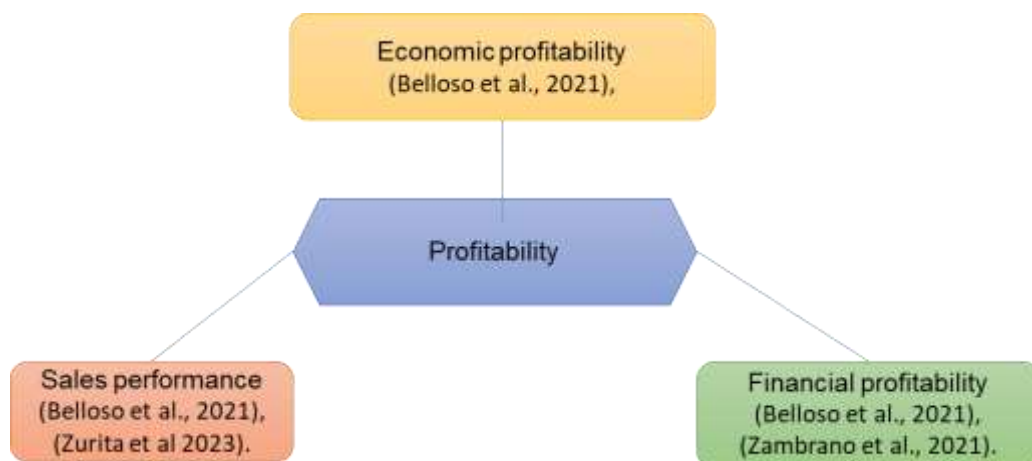 Economic profitability
(Belloso et al., 2021),
Profitability
Sales performance
(Belloso et al., 2021),
(Zurita et al 2023).
Financial profitability
(Belloso et al., 2021),
(Zambrano et al., 2021).